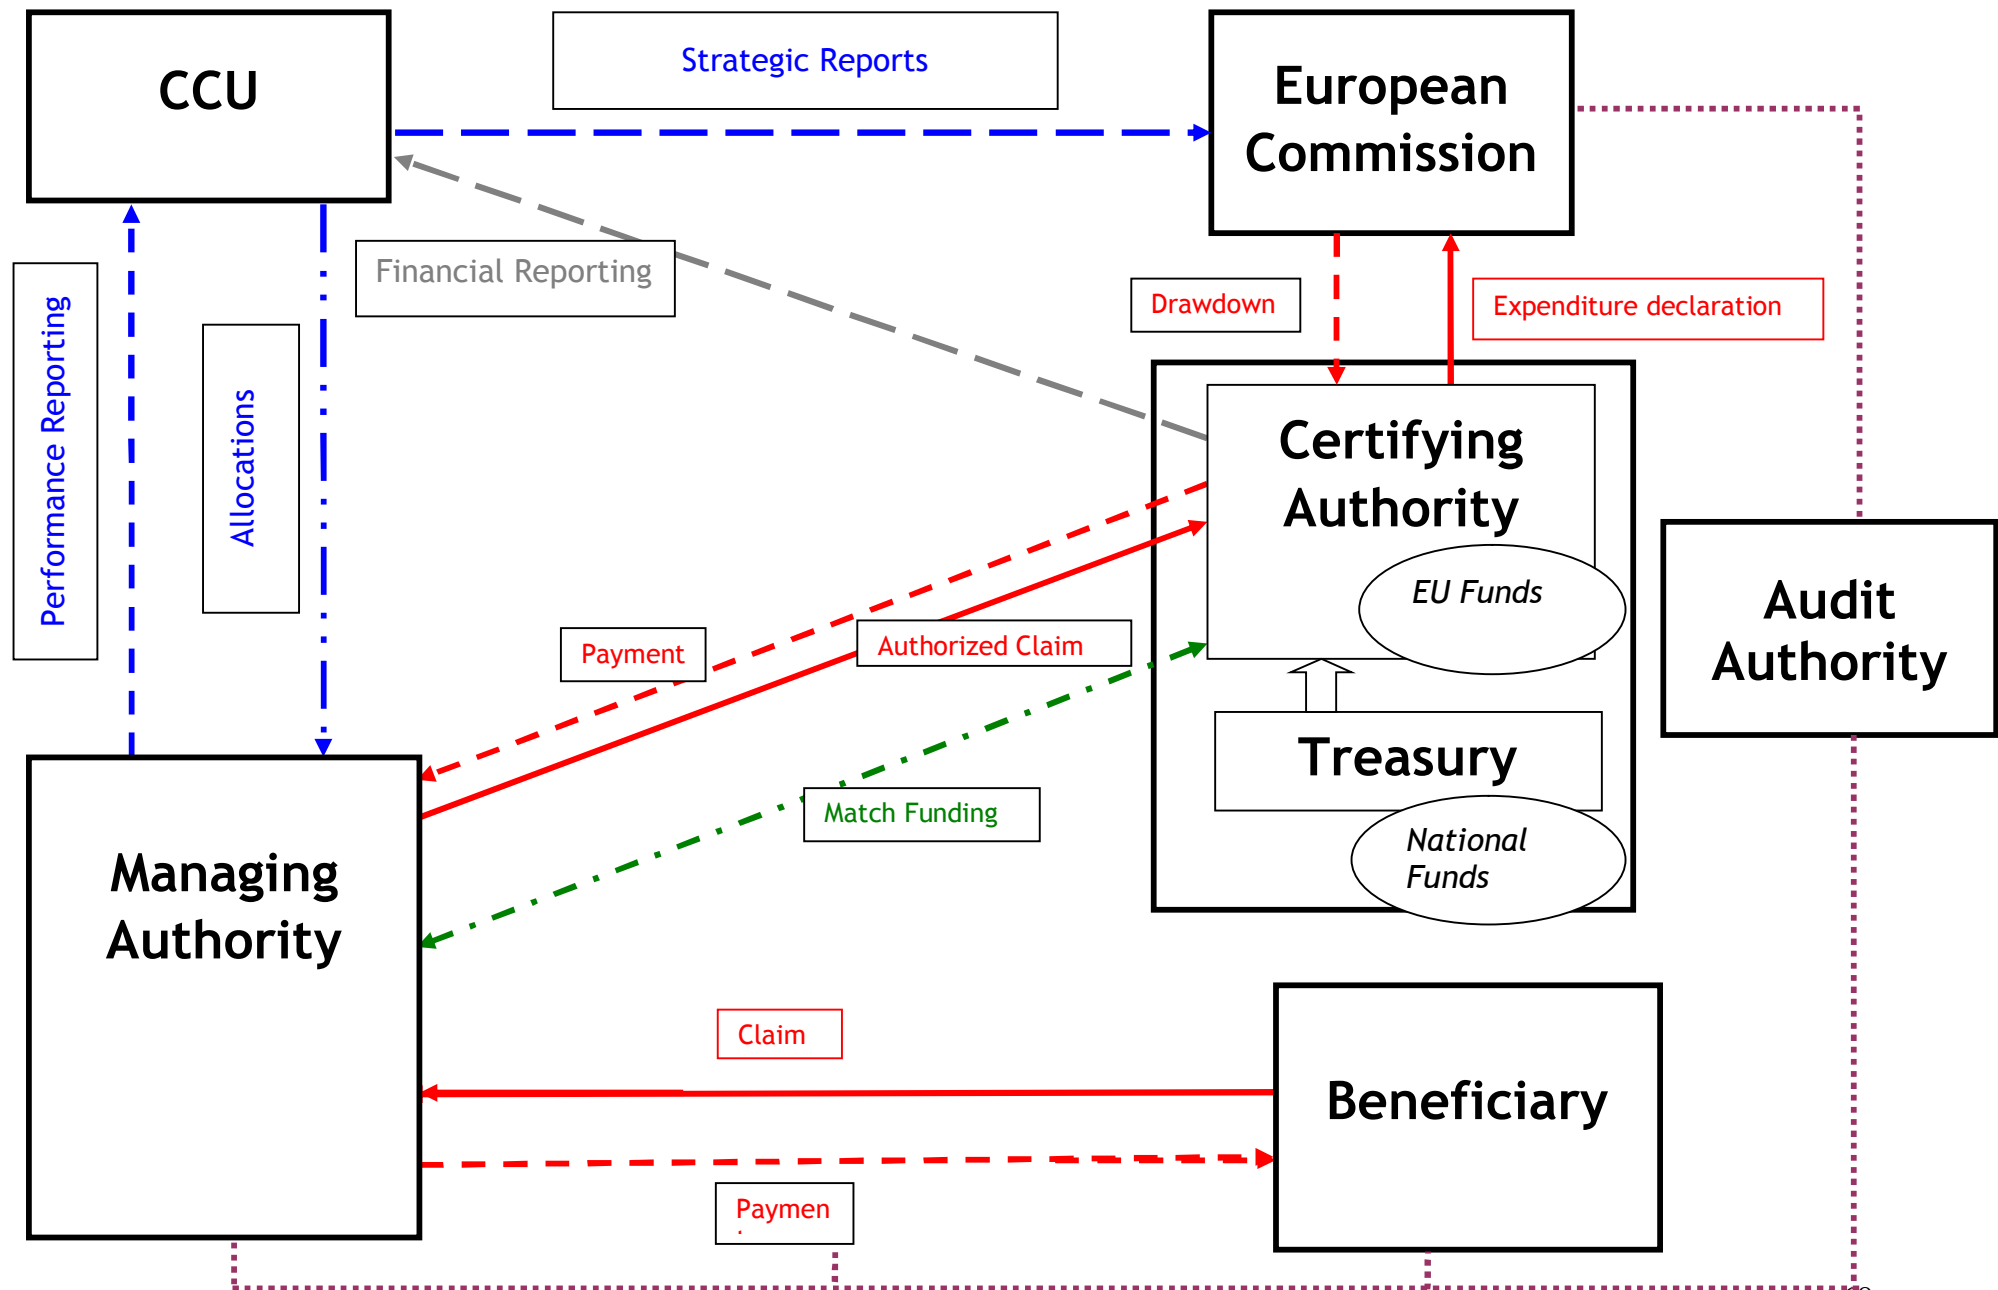 CCU
Strategic Reports
European
Commission
Financial Reporting
Drawdown
Expenditure declaration
Performance Reporting
Allocations
Certifying
Authority
EU Funds
Audit
Authority
Payment
Authorized Claim
Treasury
Match Funding
National
Funds
Managing
Authority
Claim
Beneficiary
Paymen